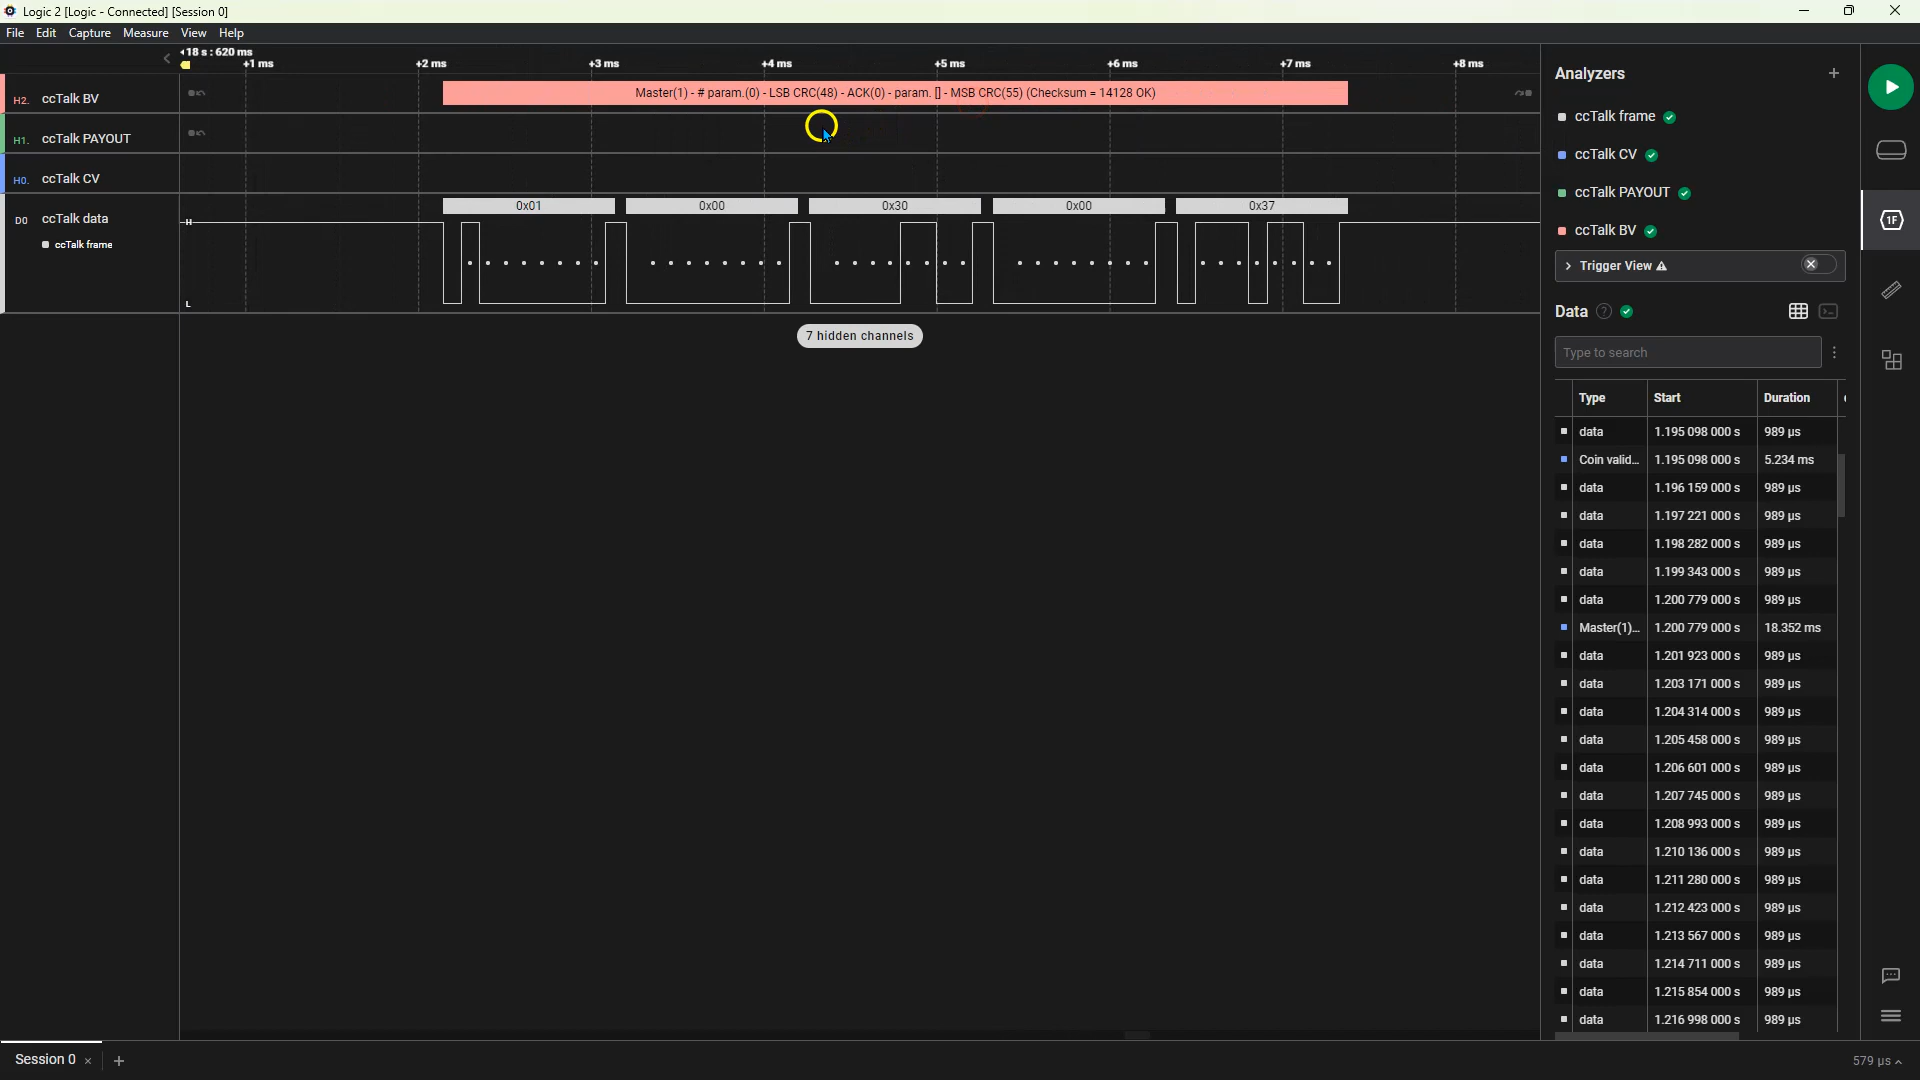 Logic 2 [Logic - Connected] [Session 0]
File Edit Capture Measure View Help
18 s : 620 ms
+1 ms +2 ms +3 ms +4 ms +5 ms +6 ms +7 ms +8 ms
H2. ccTalk BV
Master(1) - # param.(0) - LSB CRC(48) - ACK(0) - param. [] - MSB CRC(55) (Checksum = 14128 OK)
H1. ccTalk PAYOUT
H0. ccTalk CV
D0 ccTalk data
ccTalk frame
0x01 0x00 0x30 0x00 0x37
H
L
7 hidden channels
Analyzers
ccTalk frame
ccTalk CV
ccTalk PAYOUT
ccTalk BV
Trigger View
Data
Type to search
Type Start Duration
data 1.195 098 000 s 989 µs
Coin valid... 1.195 098 000 s 5.234 ms
data 1.196 159 000 s 989 µs
data 1.197 221 000 s 989 µs
data 1.198 282 000 s 989 µs
data 1.199 343 000 s 989 µs
data 1.200 779 000 s 989 µs
Master(1)... 1.200 779 000 s 18.352 ms
data 1.201 923 000 s 989 µs
data 1.203 171 000 s 989 µs
data 1.204 314 000 s 989 µs
data 1.205 458 000 s 989 µs
data 1.206 601 000 s 989 µs
data 1.207 745 000 s 989 µs
data 1.208 993 000 s 989 µs
data 1.210 136 000 s 989 µs
data 1.211 280 000 s 989 µs
data 1.212 423 000 s 989 µs
data 1.213 567 000 s 989 µs
data 1.214 711 000 s 989 µs
data 1.215 854 000 s 989 µs
data 1.216 998 000 s 989 µs
1F
Session 0
579 µs